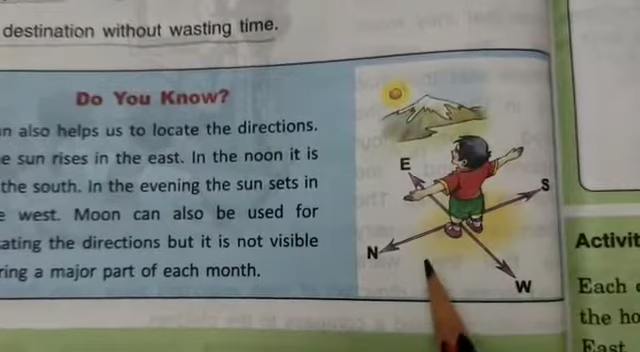 destination without wasting time.
Do You Know?
n also helps us to locate the directions.
e sun rises in the east. In the noon it is
the south. In the evening the sun sets in
e west. Moon can also be used for
ating the directions but it is not visible
ring a major part of each month.
E
S
N
W
Activit
Each
the ho
East